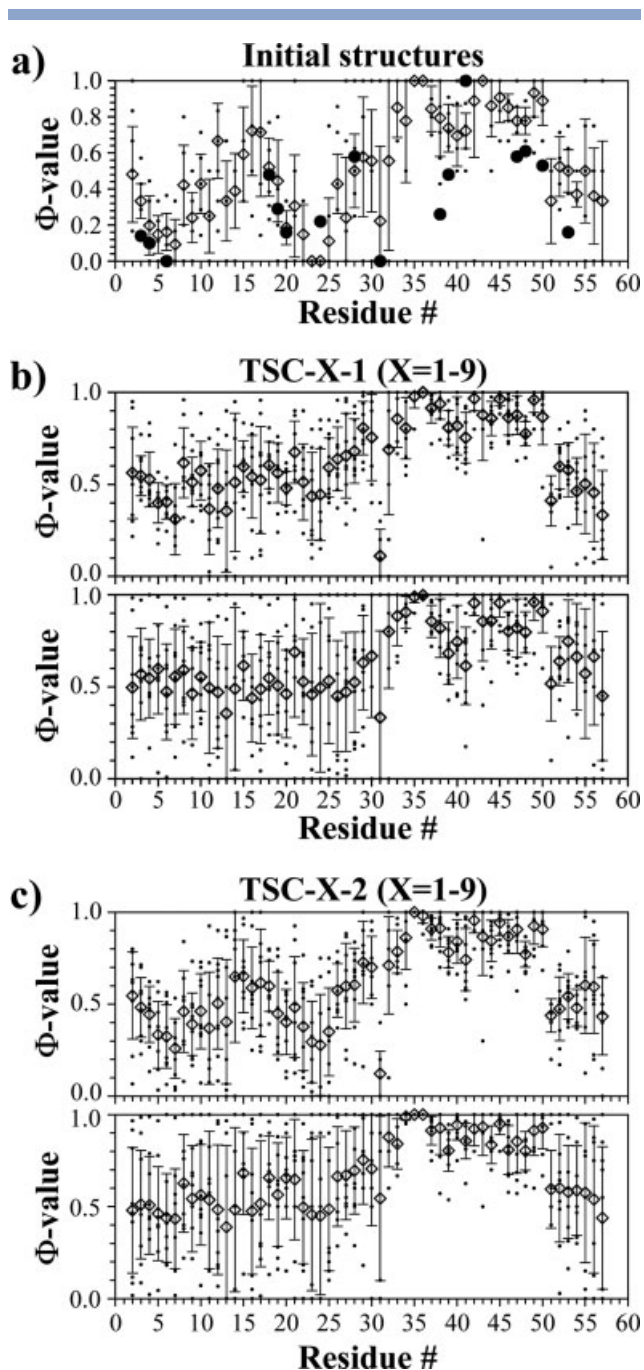 a)
Initial structures
1.0
0.8
0.6
0.4
0.2
0.0
Φ-value
0 5 10 15 20 25 30 35 40 45 50 55 60
Residue #
b)
TSC-X-1 (X=1-9)
1.0
0.5
0.0
Φ-value
1.0
0.5
0.0
Φ-value
0 5 10 15 20 25 30 35 40 45 50 55 60
Residue #
c)
TSC-X-2 (X=1-9)
1.0
0.5
0.0
Φ-value
1.0
0.5
0.0
Φ-value
0 5 10 15 20 25 30 35 40 45 50 55 60
Residue #